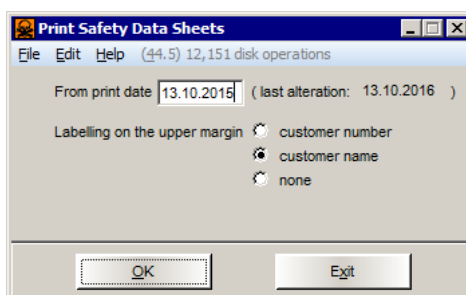 Print Safety Data Sheets
File Edit Help (44.5) 12,151 disk operations
From print date 13.10.2015 ( last alteration: 13.10.2016 )
Labelling on the upper margin customer number
customer name
none
OK Exit